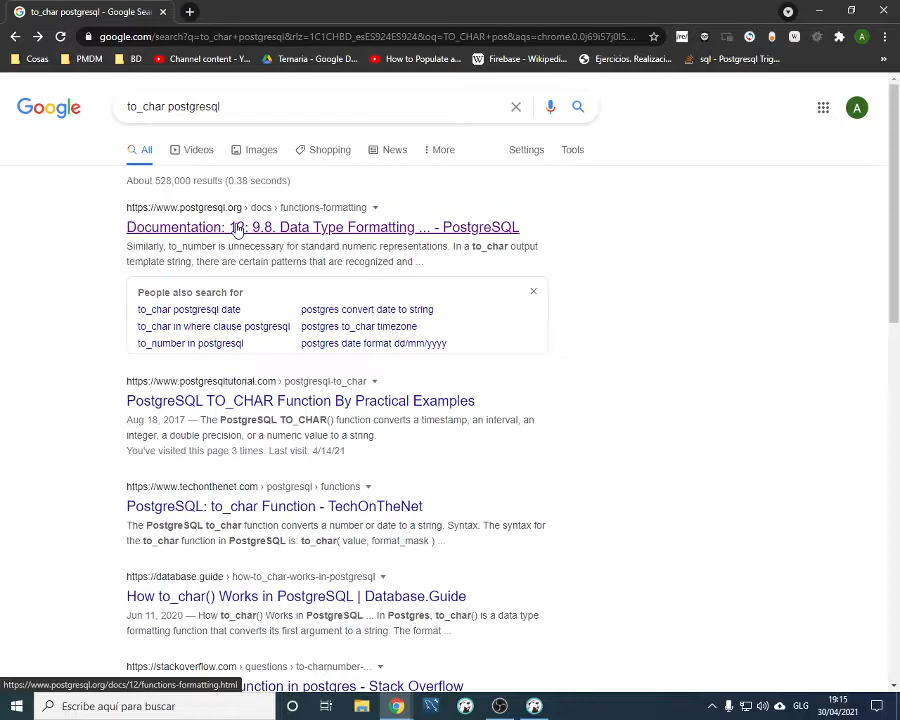 to_char postgresql - Google Sea
google.com/search?q=to_char+postgresql&rlz=1C1CHBD_esES924ES924&oq=TO_CHAR+pos&aqs=chrome.0.0j69i57j0l5....
Cosas
PMDM
BD
Channel content - Y...
Ternaria - Google D...
How to Populate a...
Firebase - Wikipedi...
Ejercicios. Realizaci...
sql - PostgreSQL Trig...
Google
to_char postgresql
A
All
Videos
Images
Shopping
News
More
Settings
Tools
About 528,000 results (0.38 seconds)
https://www.postgresql.org › docs › functions-formatting
Documentation: 12: 9.8. Data Type Formatting ... - PostgreSQL
Similarly, to_number is unnecessary for standard numeric representations. In a to_char output
template string, there are certain patterns that are recognized and ...
People also search for
to_char postgresql date
postgres convert date to string
to_char in where clause postgresql
postgres to_char timezone
to_number in postgresql
postgres date format dd/mm/yyyy
https://www.postgresqltutorial.com › postgresql-to_char
PostgreSQL TO_CHAR Function By Practical Examples
Aug 18, 2017 — The PostgreSQL TO_CHAR() function converts a timestamp, an interval, an
integer, a double precision, or a numeric value to a string.
You've visited this page 3 times. Last visit: 4/14/21
https://www.techonthenet.com › postgresql › functions
PostgreSQL: to_char Function - TechOnTheNet
The PostgreSQL to_char function converts a number or date to a string. Syntax. The syntax for
the to_char function in PostgreSQL is: to_char( value, format_mask ) ...
https://database.guide › how-to_char-works-in-postgresql
How to_char() Works in PostgreSQL | Database.Guide
Jun 11, 2020 — How to_char() Works in PostgreSQL ... In Postgres, to_char() is a data type
formatting function that converts its first argument to a string. The format ...
https://stackoverflow.com › questions › to-charnumber-...
unction in postgres - Stack Overflow
https://www.postgresql.org/docs/12/functions-formatting.html
Escribe aquí para buscar
GLG
19:15
30/04/2021